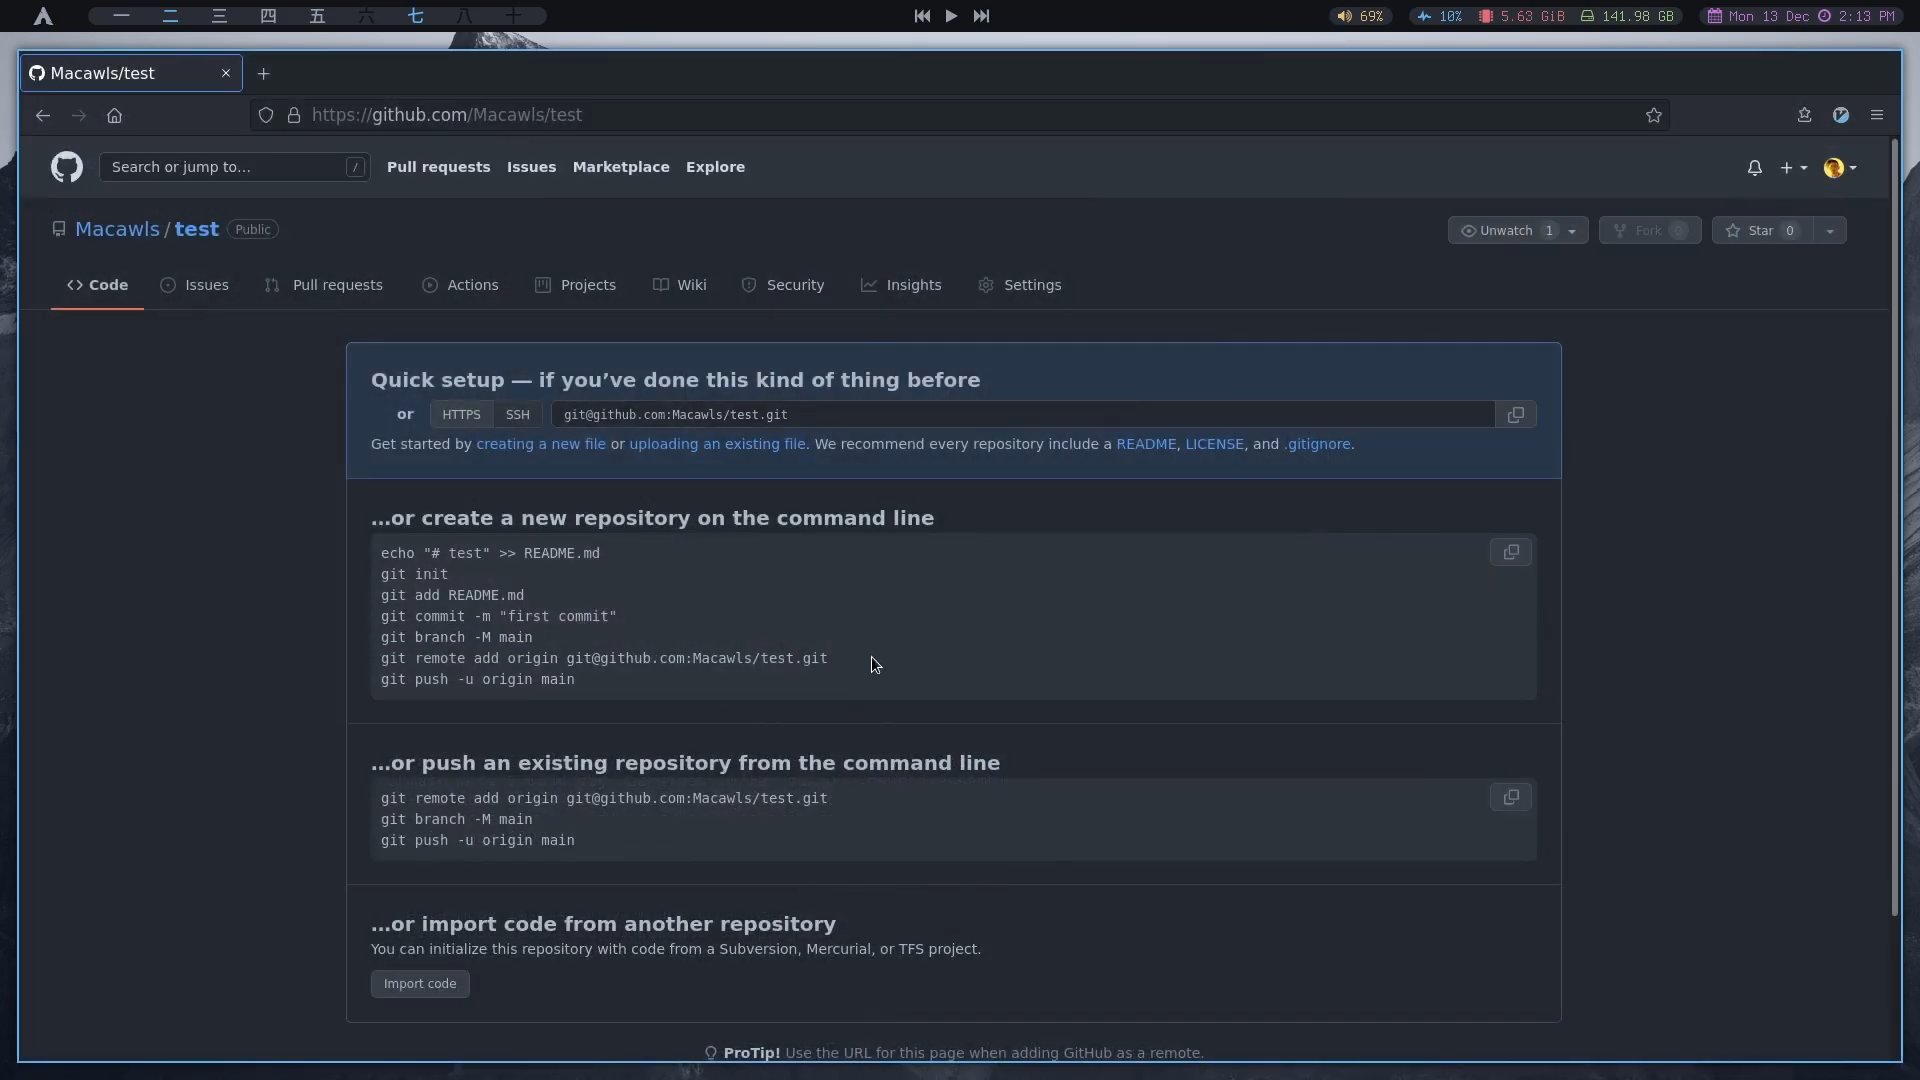 一 二 三 四 五 六 七 八 十
69% 10% 5.63 GiB 141.98 GB Mon 13 Dec 2:13 PM
Macawls/test
https://github.com/Macawls/test
Search or jump to… / Pull requests Issues Marketplace Explore
Macawls / test Public Unwatch 1 Fork 0 Star 0
Code Issues Pull requests Actions Projects Wiki Security Insights Settings
Quick setup — if you’ve done this kind of thing before
or HTTPS SSH git@github.com:Macawls/test.git
Get started by creating a new file or uploading an existing file. We recommend every repository include a README, LICENSE, and .gitignore.
…or create a new repository on the command line
echo "# test" >> README.md
git init
git add README.md
git commit -m "first commit"
git branch -M main
git remote add origin git@github.com:Macawls/test.git
git push -u origin main
…or push an existing repository from the command line
git remote add origin git@github.com:Macawls/test.git
git branch -M main
git push -u origin main
…or import code from another repository
You can initialize this repository with code from a Subversion, Mercurial, or TFS project.
Import code
ProTip! Use the URL for this page when adding GitHub as a remote.